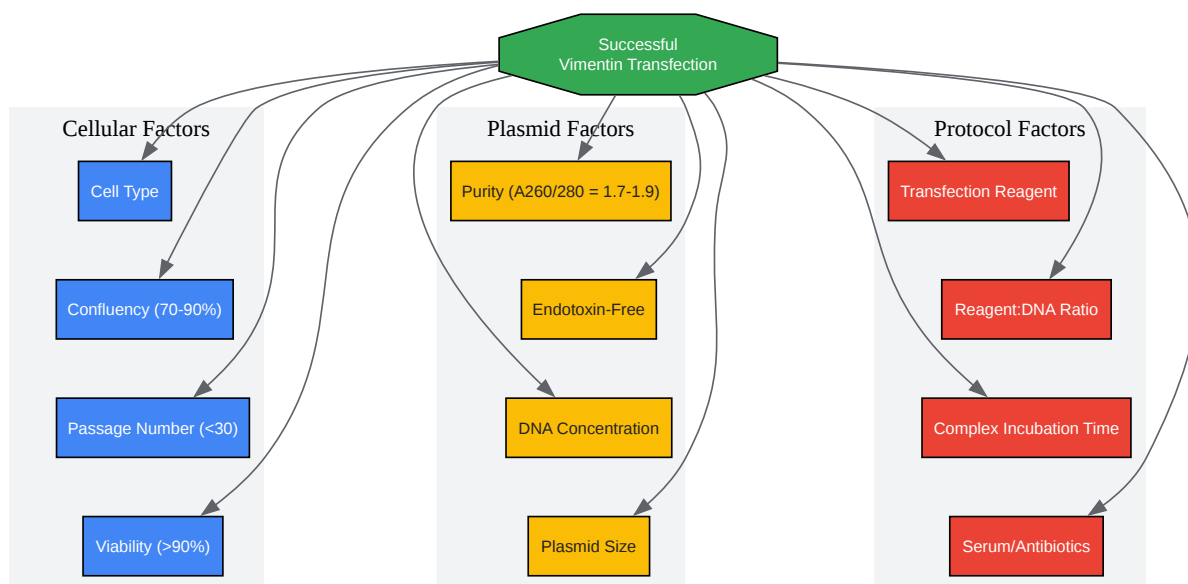 Successful
Vimentin Transfection
Cellular Factors
Cell Type
Confluency (70-90%)
Passage Number (<30)
Viability (>90%)
Plasmid Factors
Purity (A260/280 = 1.7-1.9)
Endotoxin-Free
DNA Concentration
Plasmid Size
Protocol Factors
Transfection Reagent
Reagent:DNA Ratio
Complex Incubation Time
Serum/Antibiotics